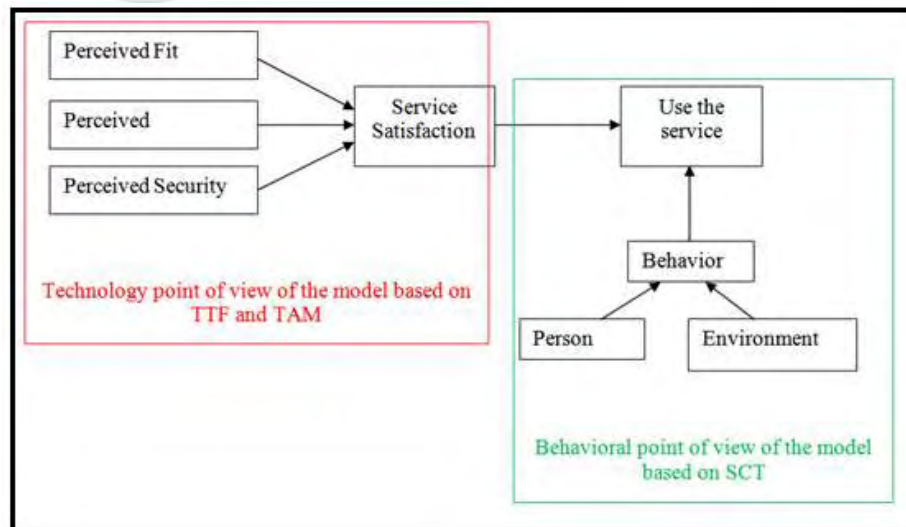 Perceived Fit
Perceived
Perceived Security
Service
Satisfaction
Technology point of view of the model based on
TTF and TAM
Use the
service
Behavior
Person
Environment
Behavioral point of view of the model
based on SCT